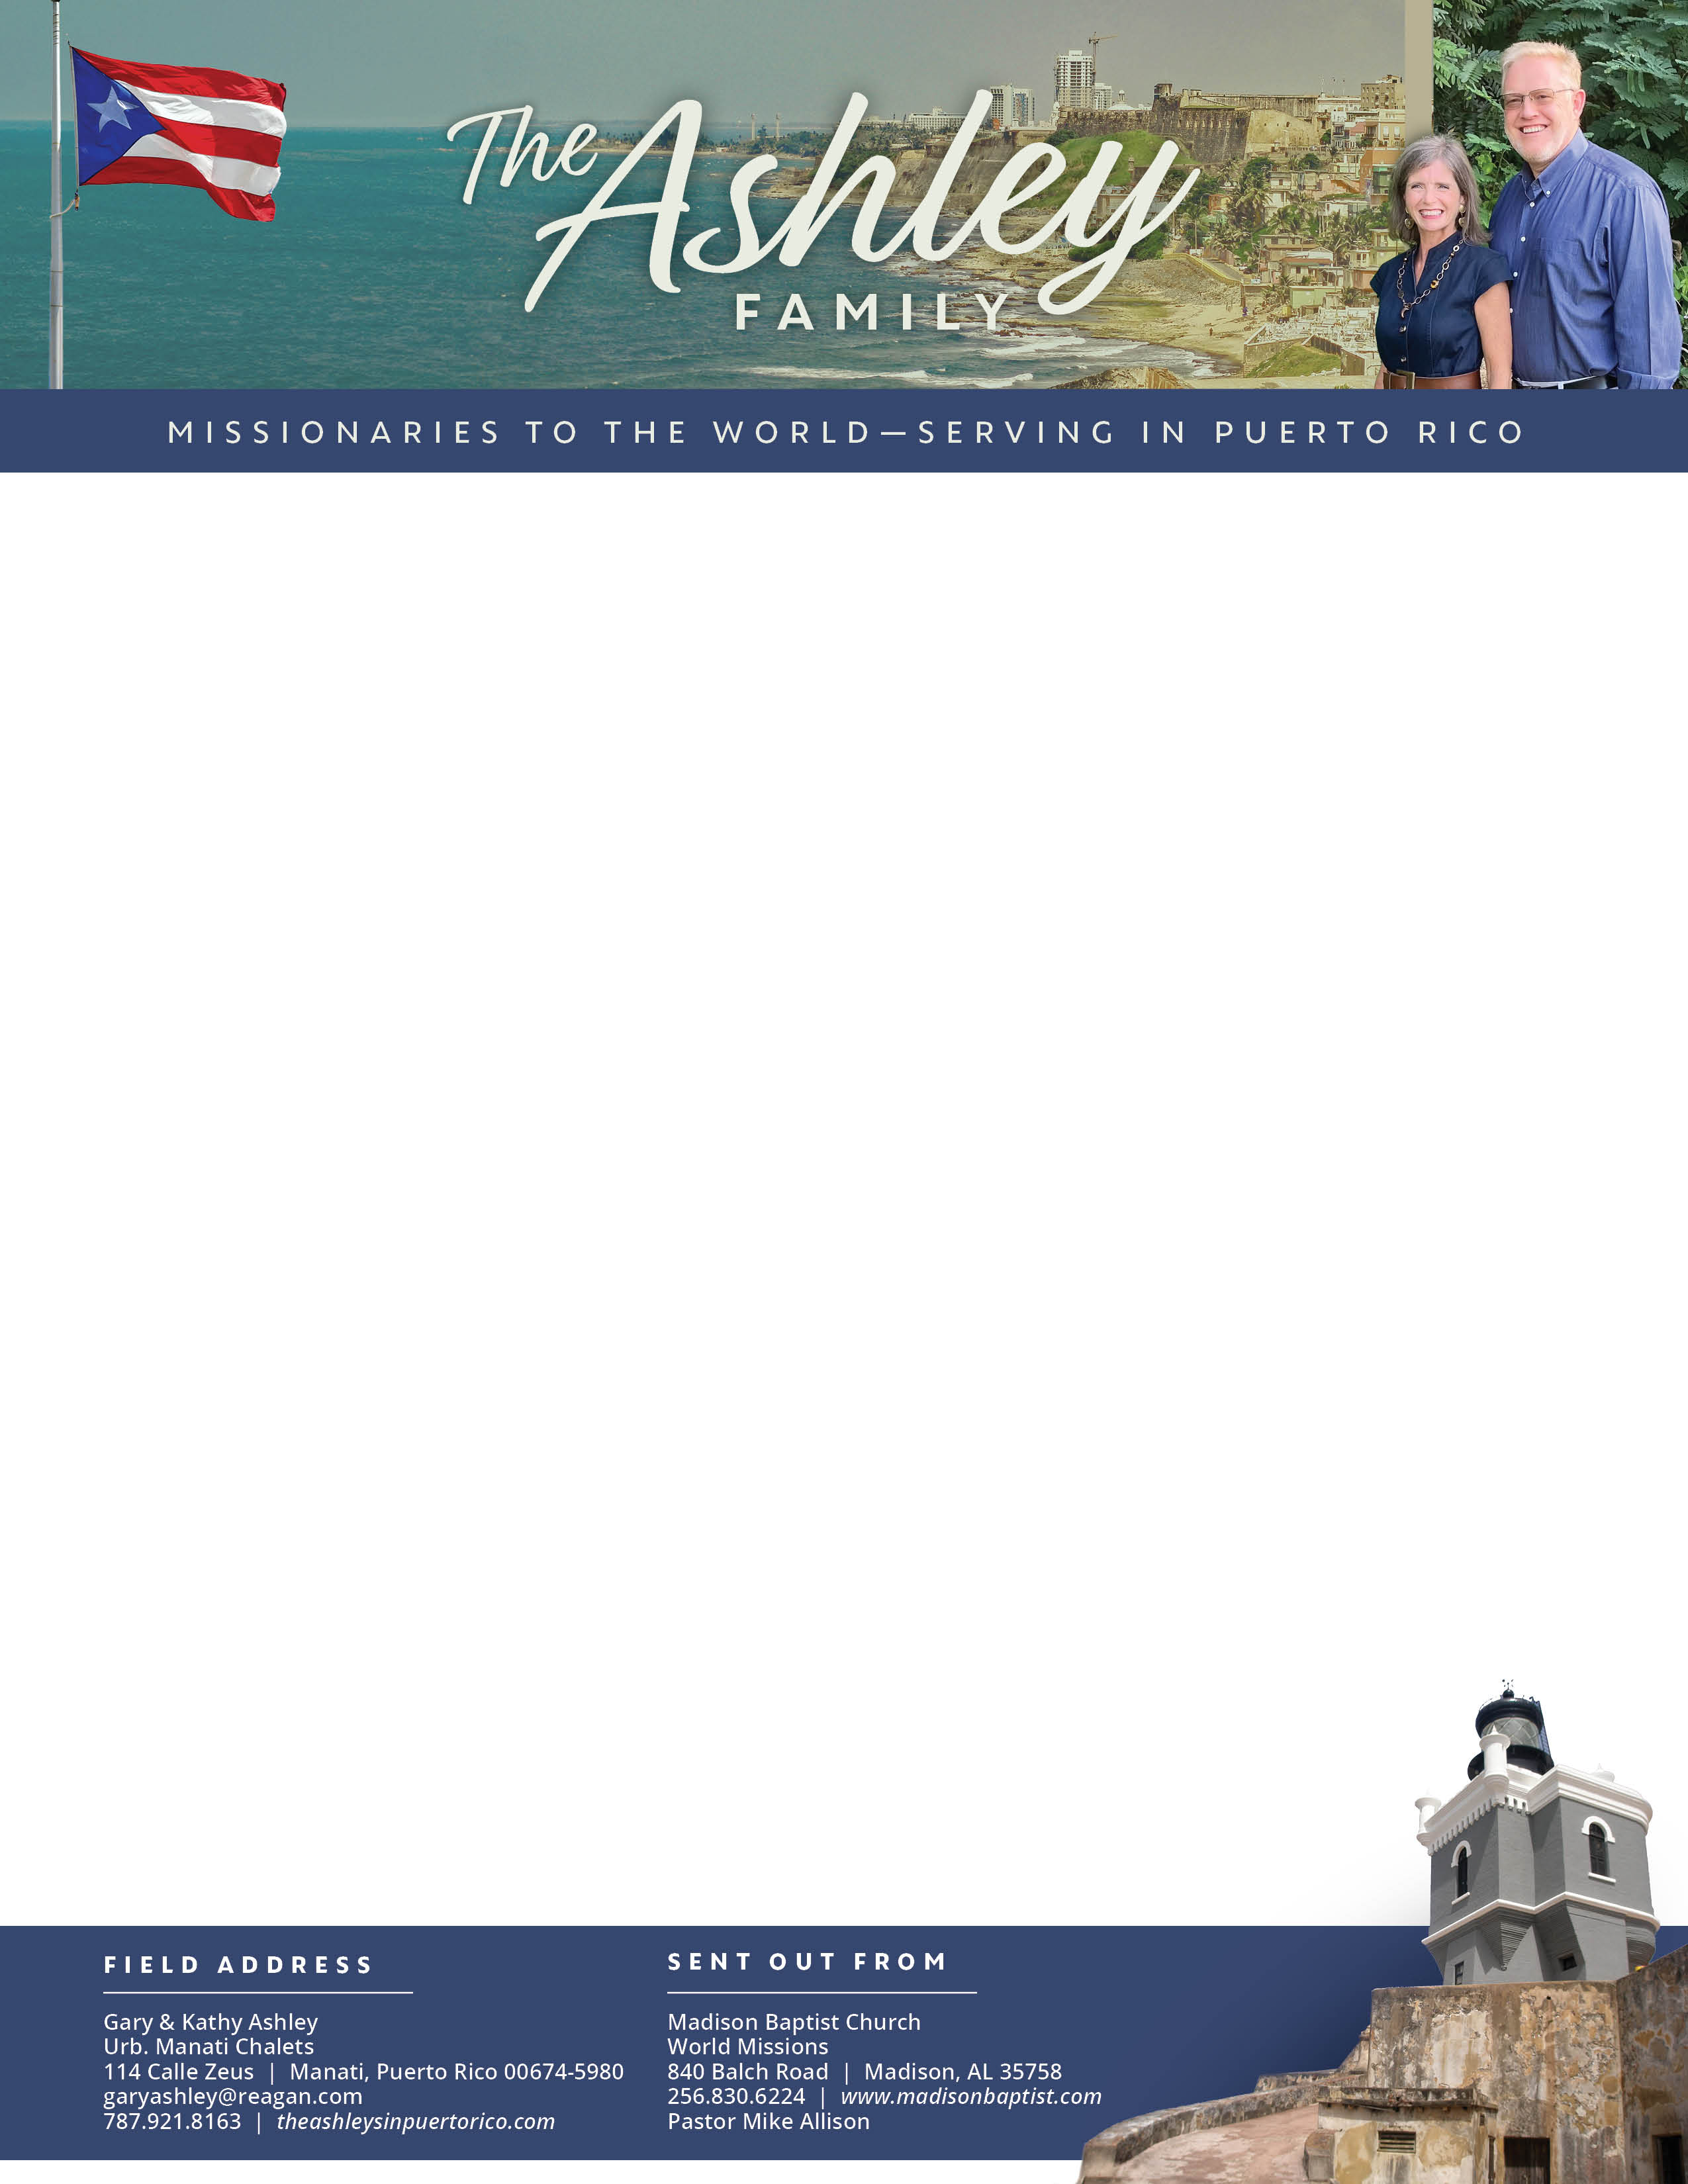 The Ashley
FAMILY
MISSIONARIES TO THE WORLD—SERVING IN PUERTO RICO
FIELD ADDRESS
Gary & Kathy Ashley
Urb. Manati Chalets
114 Calle Zeus | Manati, Puerto Rico 00674-5980
garyashley@reagan.com
787.921.8163 | theashleysinpuertorico.com
SENT OUT FROM
Madison Baptist Church
World Missions
840 Balch Road | Madison, AL 35758
256.830.6224 | www.madisonbaptist.com
Pastor Mike Allison